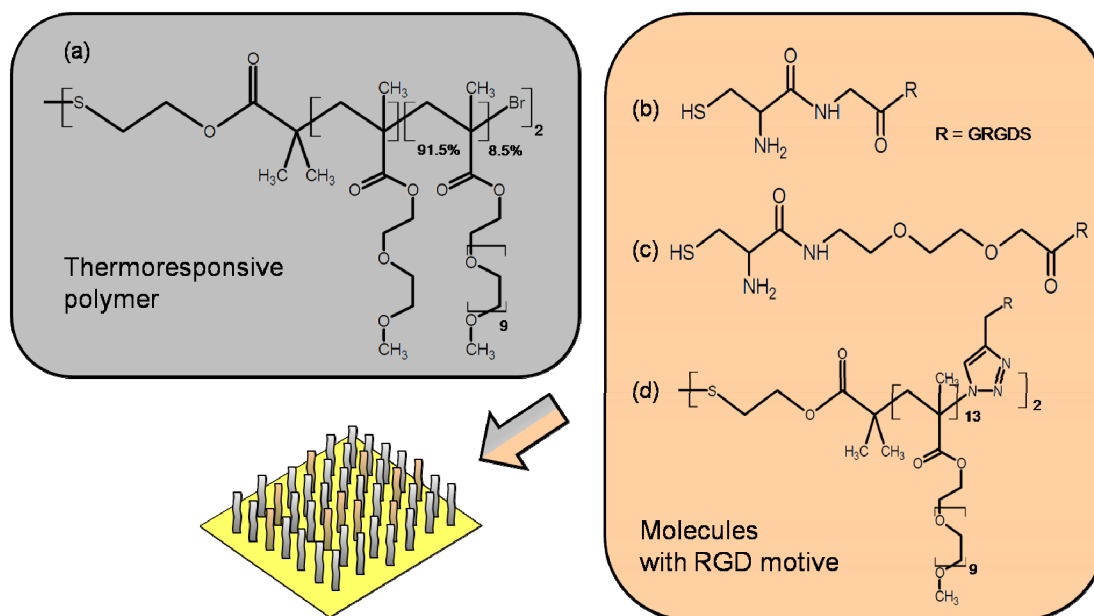 (a)
O
CH3
S
Br
2
O
91.5%
8.5%
H3C
CH3
O
O
O
O
O
O
O
O
9
CH3
CH3
Thermoresponsive
polymer
(b)
HS
O
NH
R
NH2
O
R = GRGDS
(c)
HS
O
NH
O
O
R
NH2
O
(d)
R
O
CH3
N
N
N
S
O
13
2
H3C
CH3
O
O
O
O
9
CH3
Molecules
with RGD motive